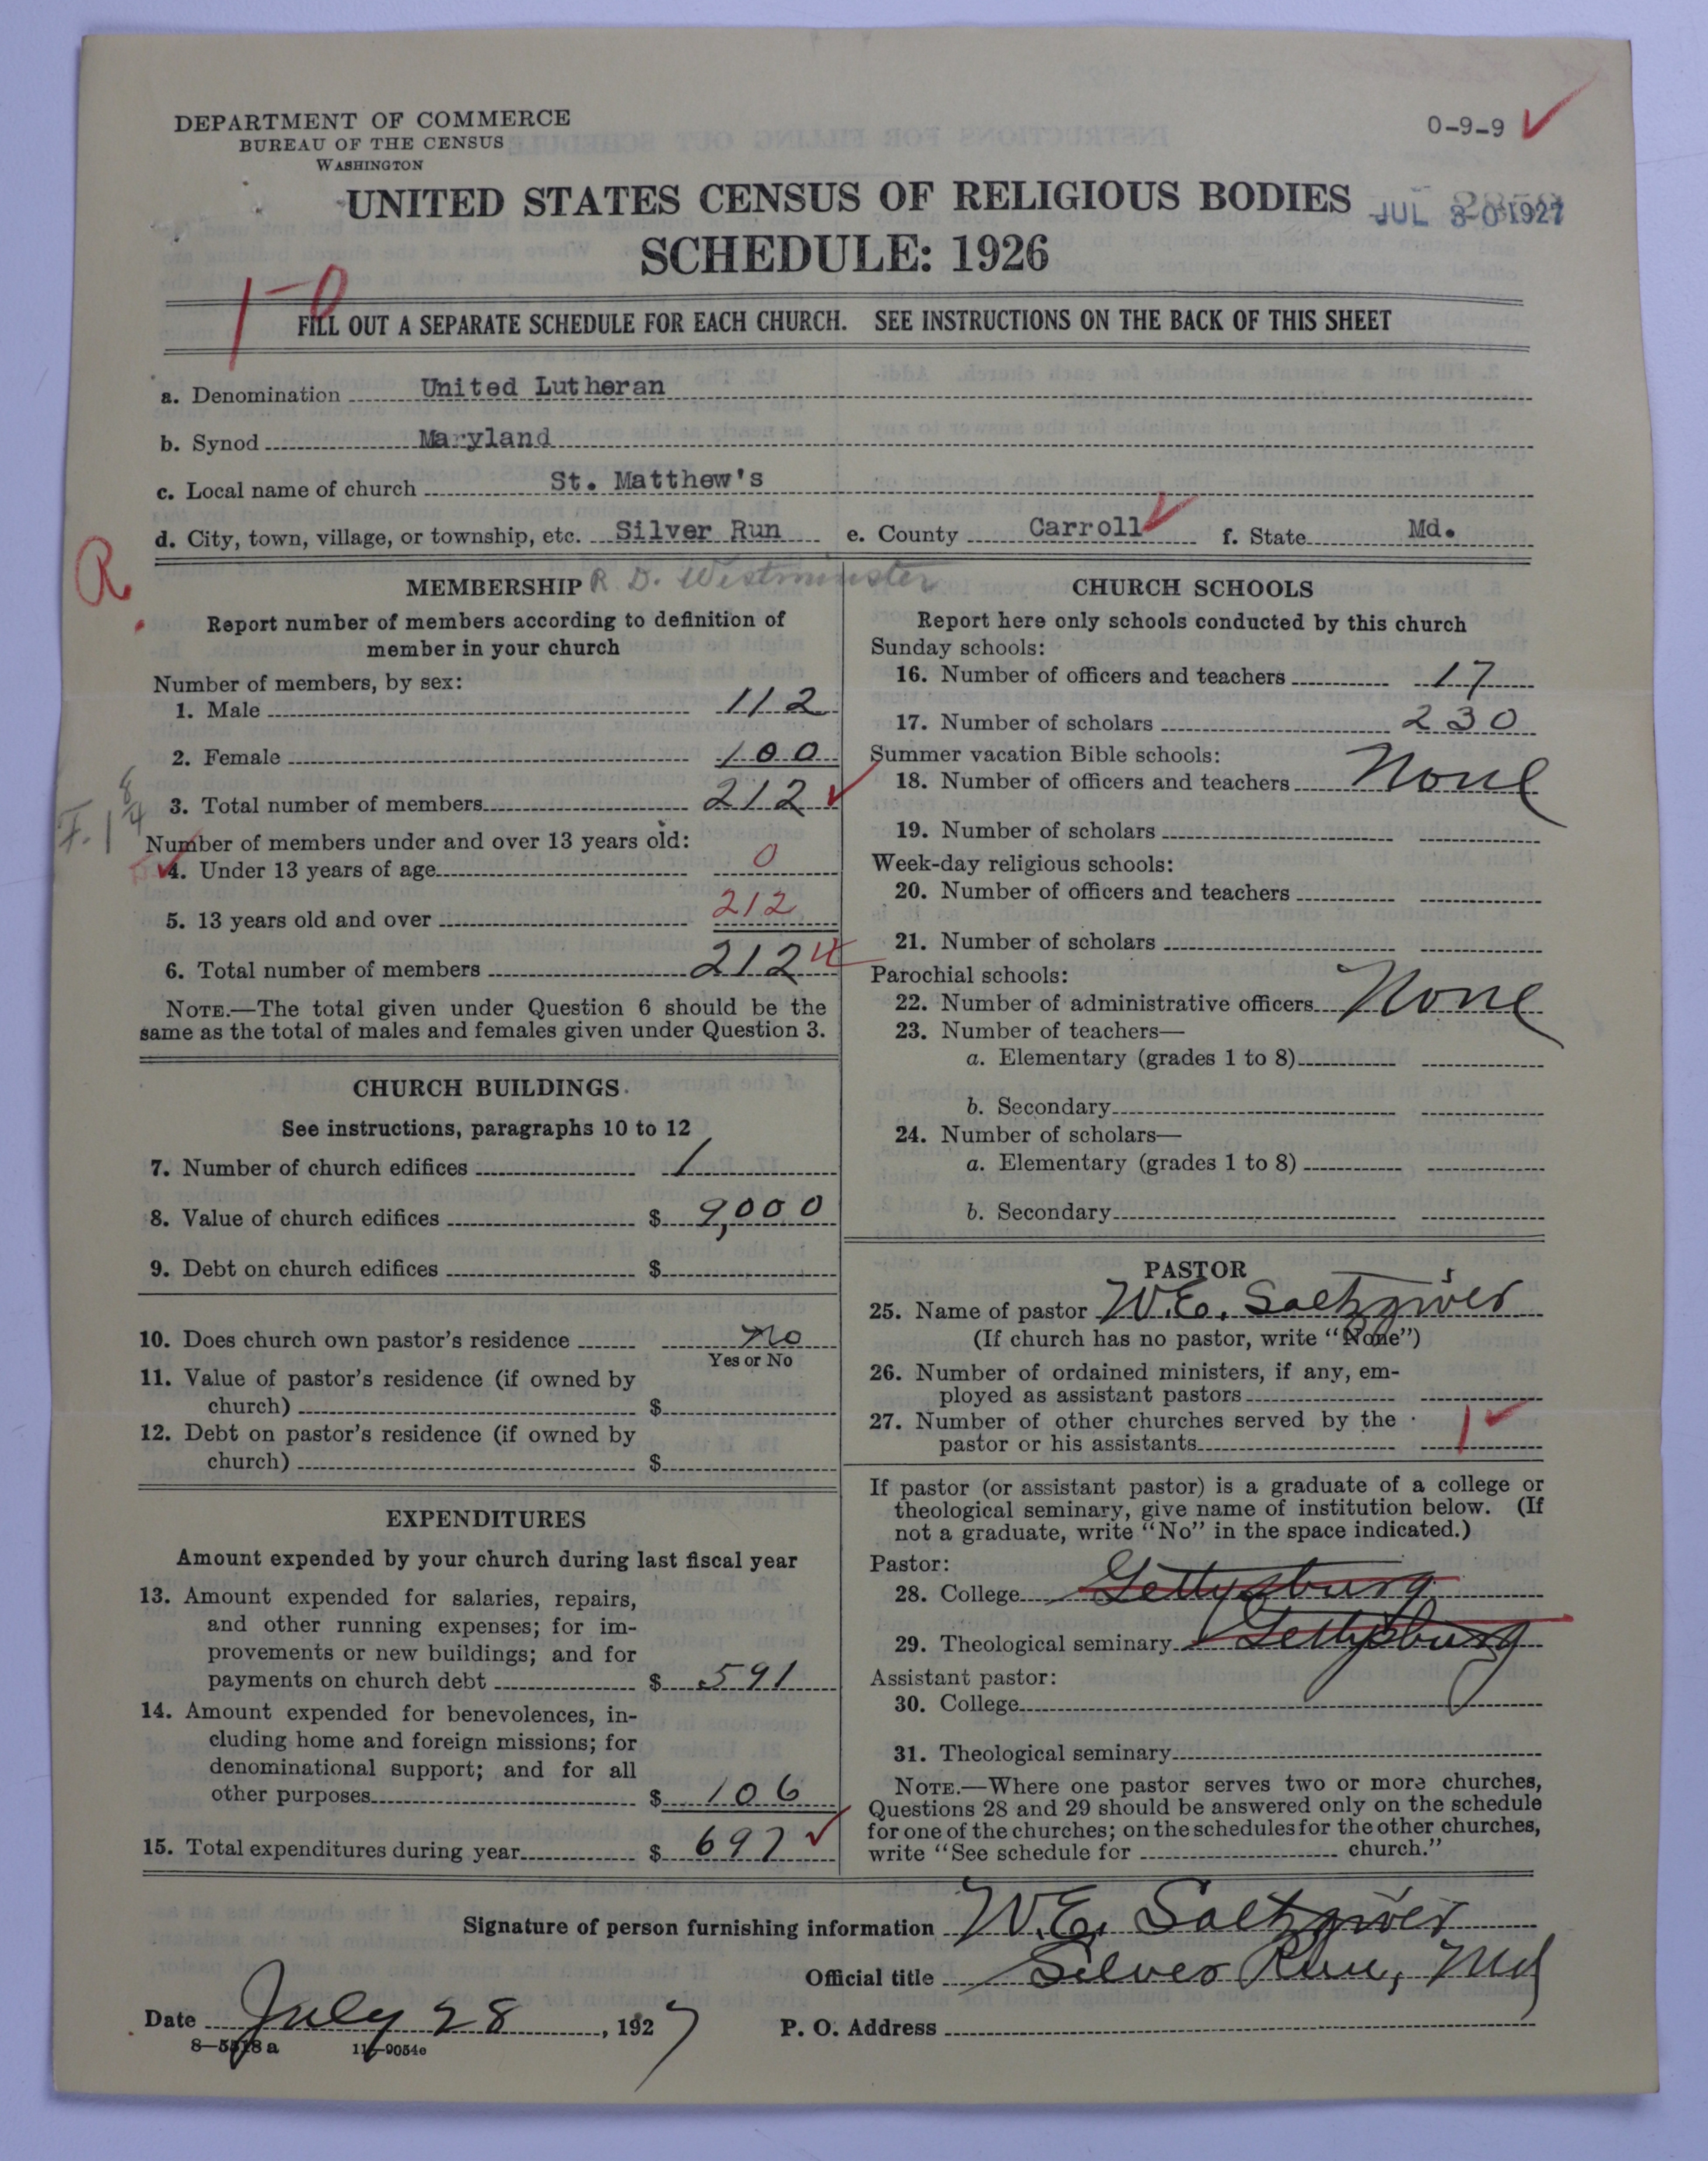 DEPARTMENT OF COMMERCE
BUREAU OF THE CENSUS
WASHINGTON
0-9-9
UNITED STATES CENSUS OF RELIGIOUS BODIES
JUL 30 1927
SCHEDULE: 1926
1-0
FILL OUT A SEPARATE SCHEDULE FOR EACH CHURCH. SEE INSTRUCTIONS ON THE BACK OF THIS SHEET
a. Denomination United Lutheran
b. Synod Maryland
c. Local name of church St. Matthew's
d. City, town, village, or township, etc. Silver Run e. County Carroll f. State Md.
R.
MEMBERSHIP R. D. Westminster
Report number of members according to definition of
member in your church
Number of members, by sex:
1. Male 112
2. Female 100
3. Total number of members 212
Number of members under and over 13 years old:
4. Under 13 years of age 0
5. 13 years old and over 212
6. Total number of members 212
NOTE.—The total given under Question 6 should be the
same as the total of males and females given under Question 3.
CHURCH BUILDINGS
See instructions, paragraphs 10 to 12
7. Number of church edifices 1
8. Value of church edifices $ 9,000
9. Debt on church edifices $
10. Does church own pastor's residence No
Yes or No
11. Value of pastor's residence (if owned by
church) $
12. Debt on pastor's residence (if owned by
church) $
EXPENDITURES
Amount expended by your church during last fiscal year
13. Amount expended for salaries, repairs,
and other running expenses; for im-
provements or new buildings; and for
payments on church debt $ 591
14. Amount expended for benevolences, in-
cluding home and foreign missions; for
denominational support; and for all
other purposes $ 106
15. Total expenditures during year $ 697
CHURCH SCHOOLS
Report here only schools conducted by this church
Sunday schools:
16. Number of officers and teachers 17
17. Number of scholars 230
Summer vacation Bible schools:
18. Number of officers and teachers None
19. Number of scholars
Week-day religious schools:
20. Number of officers and teachers
21. Number of scholars
Parochial schools:
22. Number of administrative officers None
23. Number of teachers—
a. Elementary (grades 1 to 8)
b. Secondary
24. Number of scholars—
a. Elementary (grades 1 to 8)
b. Secondary
PASTOR
25. Name of pastor W.E. Saltzgiver
(If church has no pastor, write "None")
26. Number of ordained ministers, if any, em-
ployed as assistant pastors
27. Number of other churches served by the
pastor or his assistants 1
If pastor (or assistant pastor) is a graduate of a college or
theological seminary, give name of institution below. (If
not a graduate, write "No" in the space indicated.)
Pastor:
28. College Gettysburg
29. Theological seminary Gettysburg
Assistant pastor:
30. College
31. Theological seminary
NOTE.—Where one pastor serves two or more churches,
Questions 28 and 29 should be answered only on the schedule
for one of the churches; on the schedules for the other churches,
write "See schedule for church."
Signature of person furnishing information W.E. Saltzgiver
Official title Silver Run, Md
Date July 28, 1927 P. O. Address
8—5518a 11—9054e